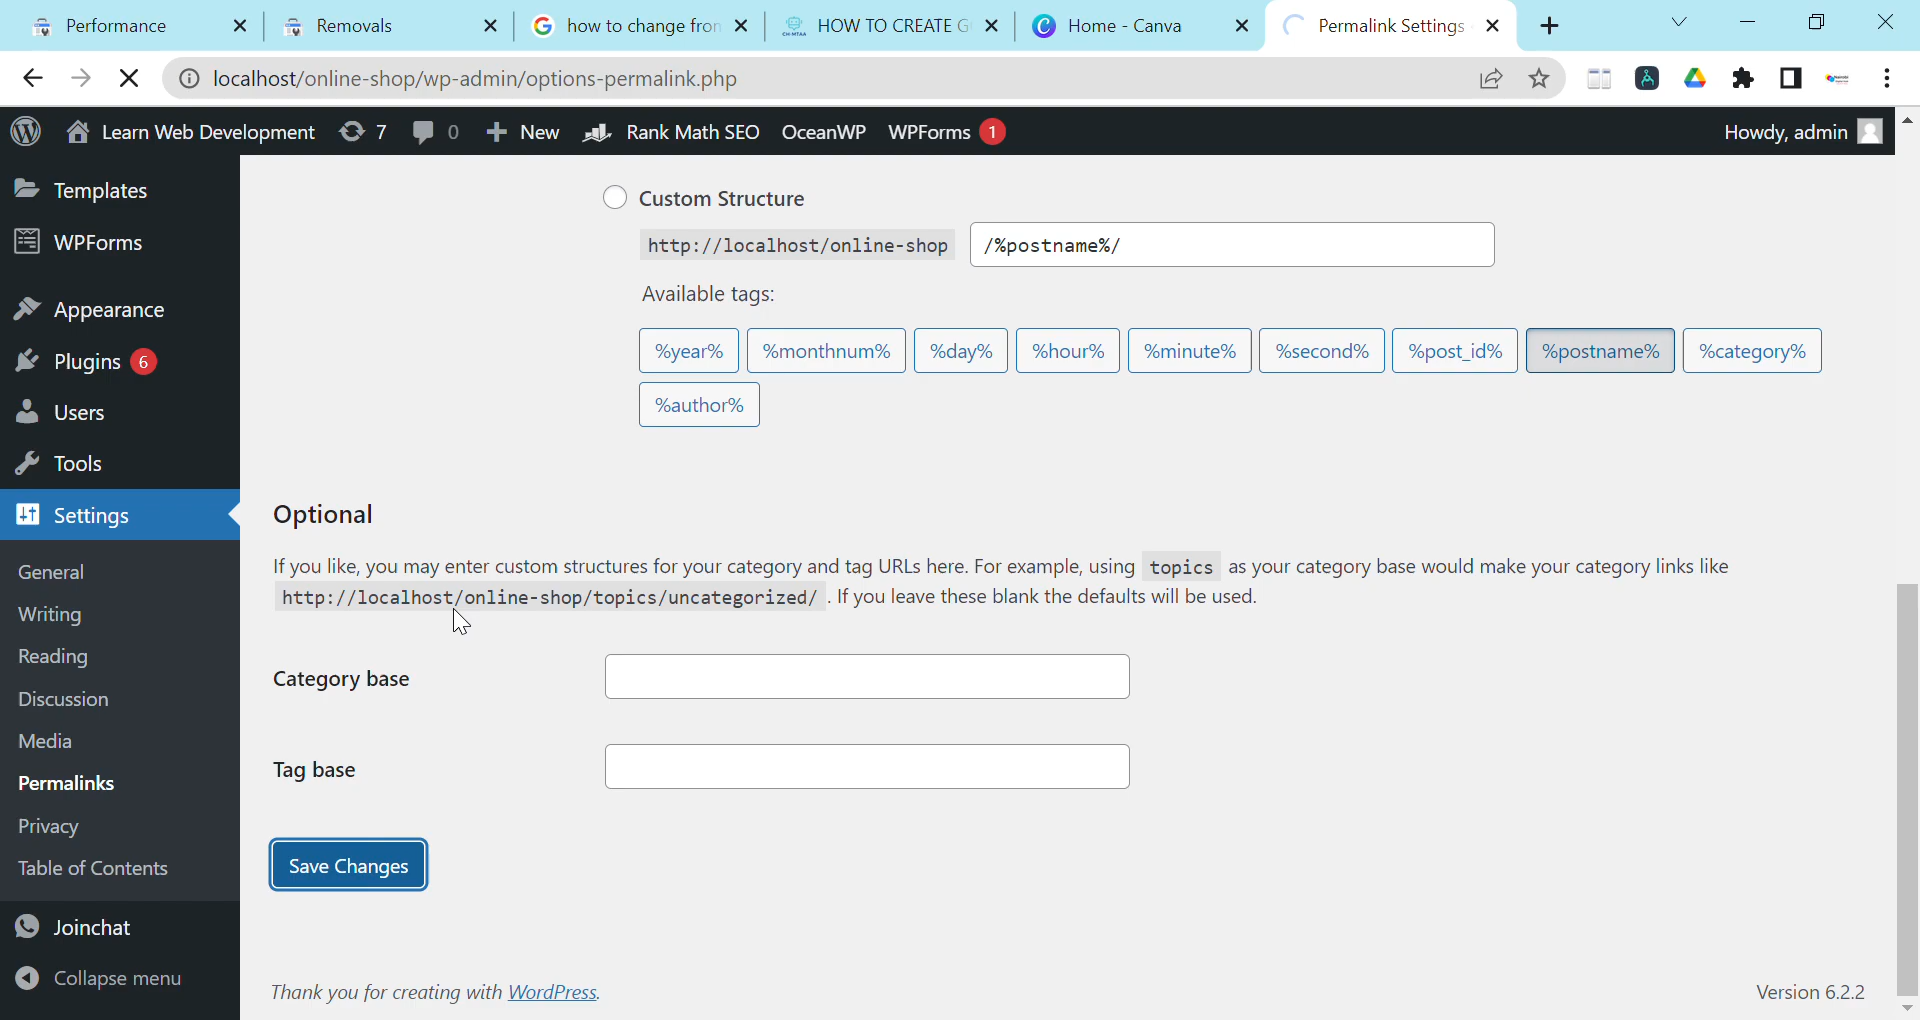 Performance
Removals
how to change fron
HOW TO CREATE G
CH-MTAA
Home - Canva
Permalink Settings
localhost/online-shop/wp-admin/options-permalink.php
Learn Web Development 7 0 New Rank Math SEO OceanWP WPForms 1 Howdy, admin
Templates
WPForms
Appearance
Plugins 6
Users
Tools
Settings
General
Writing
Reading
Discussion
Media
Permalinks
Privacy
Table of Contents
Joinchat
Collapse menu
Custom Structure
http://localhost/online-shop /%postname%/
Available tags:
%year% %monthnum% %day% %hour% %minute% %second% %post_id% %postname% %category%
%author%
Optional
If you like, you may enter custom structures for your category and tag URLs here. For example, using topics as your category base would make your category links like
http://localhost/online-shop/topics/uncategorized/ . If you leave these blank the defaults will be used.
Category base
Tag base
Save Changes
Thank you for creating with WordPress. Version 6.2.2